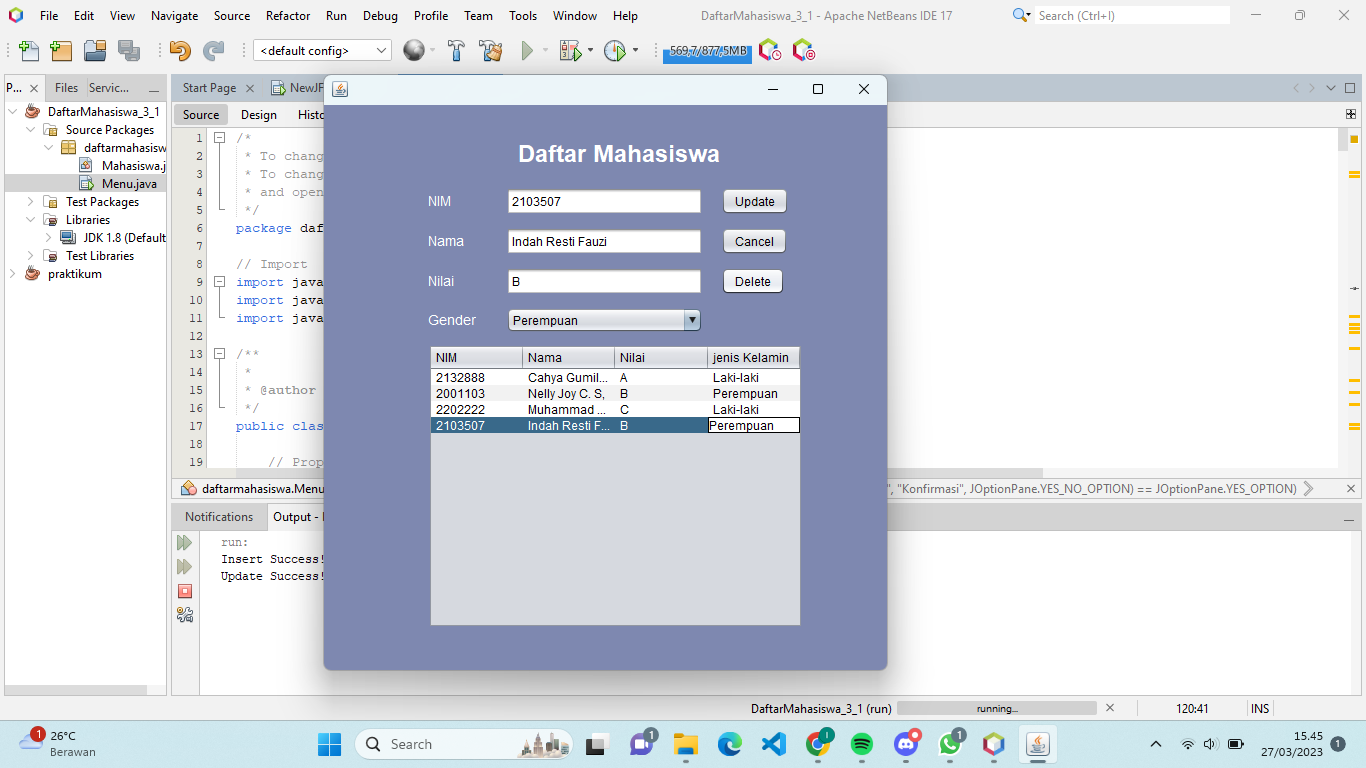 File Edit View Navigate Source Refactor Run Debug Profile Team Tools Window Help DaftarMahasiswa_3_1 - Apache NetBeans IDE 17 Search (Ctrl+I)
<default config> 569,7/877,5MB
P... Files Servic... Start Page NewJF
DaftarMahasiswa_3_1
Source Packages
daftarmahasisw
Mahasiswa.j
Menu.java
Test Packages
Libraries
JDK 1.8 (Default
Test Libraries
praktikum
Source Design Histo
1 /*
2 * To chang
3 * To chang
4 * and open
5 */
6 package daf
7
8 // Import
9 import java
10 import java
11 import java
12
13 /**
14 *
15 * @author
16 */
17 public clas
18
19 // Prop
daftarmahasiswa.Menu
", "Konfirmasi", JOptionPane.YES_NO_OPTION) == JOptionPane.YES_OPTION)
Notifications Output -
run:
Insert Success!
Update Success!
Daftar Mahasiswa
NIM 2103507 Update
Nama Indah Resti Fauzi Cancel
Nilai B Delete
Gender Perempuan
NIM Nama Nilai jenis Kelamin
2132888 Cahya Gumil... A Laki-laki
2001103 Nelly Joy C. S, B Perempuan
2202222 Muhammad ... C Laki-laki
2103507 Indah Resti F... B Perempuan
DaftarMahasiswa_3_1 (run) running... 120:41 INS
1 26°C
Berawan
Search
1 1 1
15.45
27/03/2023 1